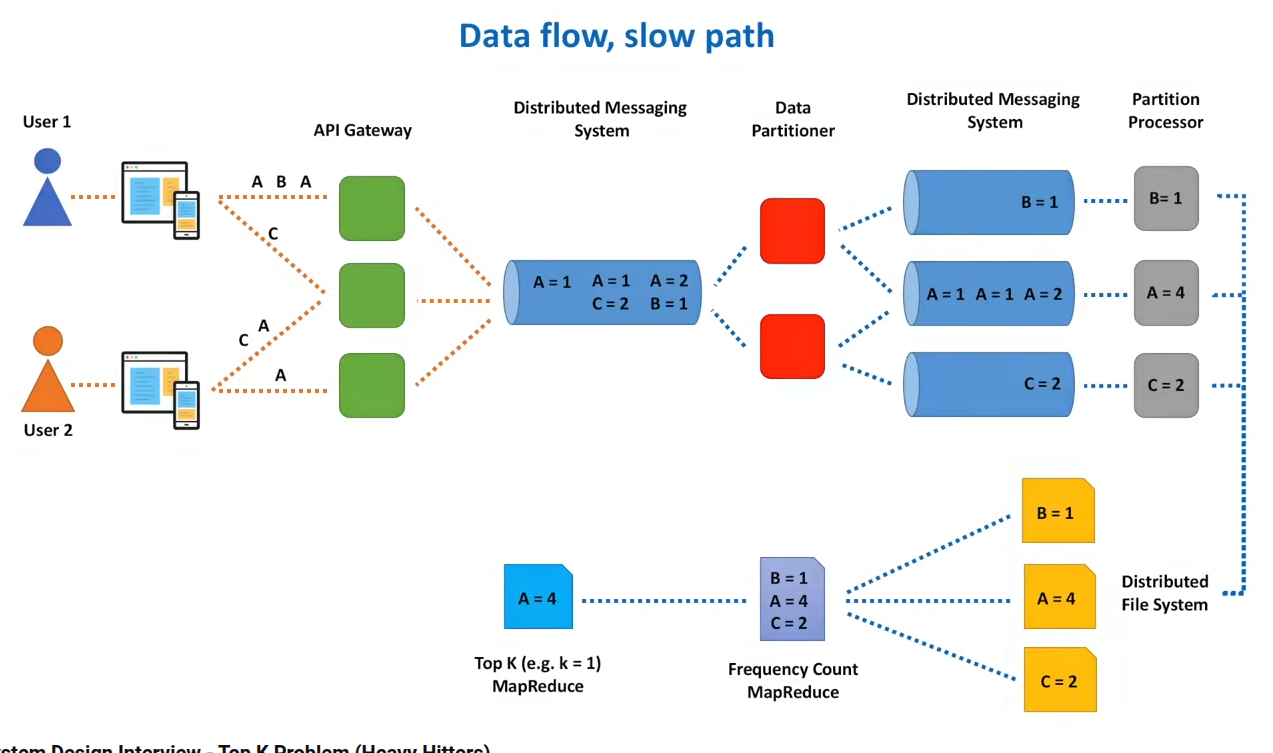 Data flow, slow path
User 1
API Gateway
Distributed Messaging
System
Data
Partitioner
Distributed Messaging
System
Partition
Processor
A B A
C
C
A
A
User 2
A = 1 A = 1 A = 2
C = 2 B = 1
B = 1
A = 1 A = 1 A = 2
C = 2
B= 1
A = 4
C = 2
B = 1
A = 4
C = 2
Distributed
File System
B = 1
A = 4
C = 2
Frequency Count
MapReduce
A = 4
Top K (e.g. k = 1)
MapReduce
System Design Interview - Top K Problem (Heavy Hitters)